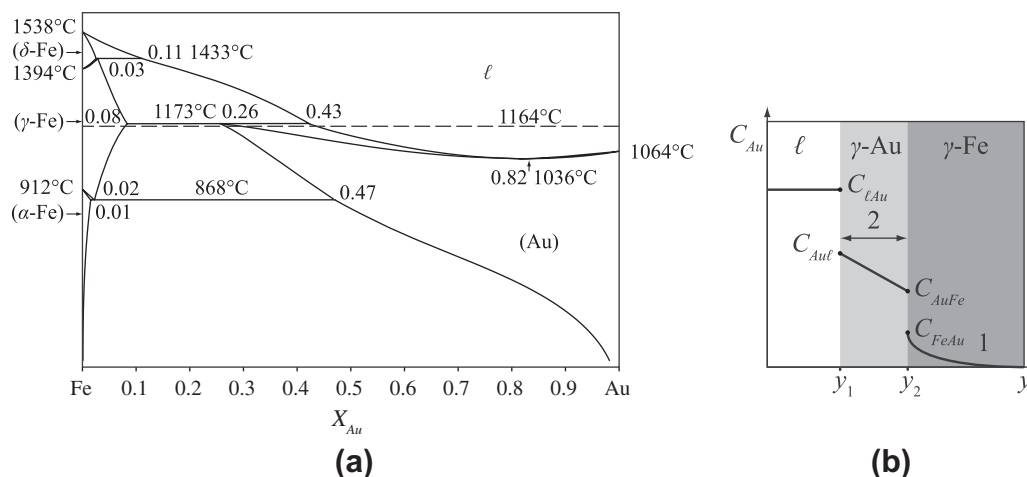 1538°C
(δ-Fe)
1394°C
0.11 1433°C
0.03
ℓ
(γ-Fe)
0.08
1173°C 0.26
0.43
1164°C
1064°C
0.82 1036°C
912°C
0.02
868°C
0.47
(α-Fe)
0.01
(Au)
Fe 0.1 0.2 0.3 0.4 0.5 0.6 0.7 0.8 0.9 Au
X_Au
(a)
C_Au
ℓ γ-Au γ-Fe
C_ℓAu
2
C_Auℓ
C_AuFe
C_FeAu
1
y₁ y₂ y
(b)